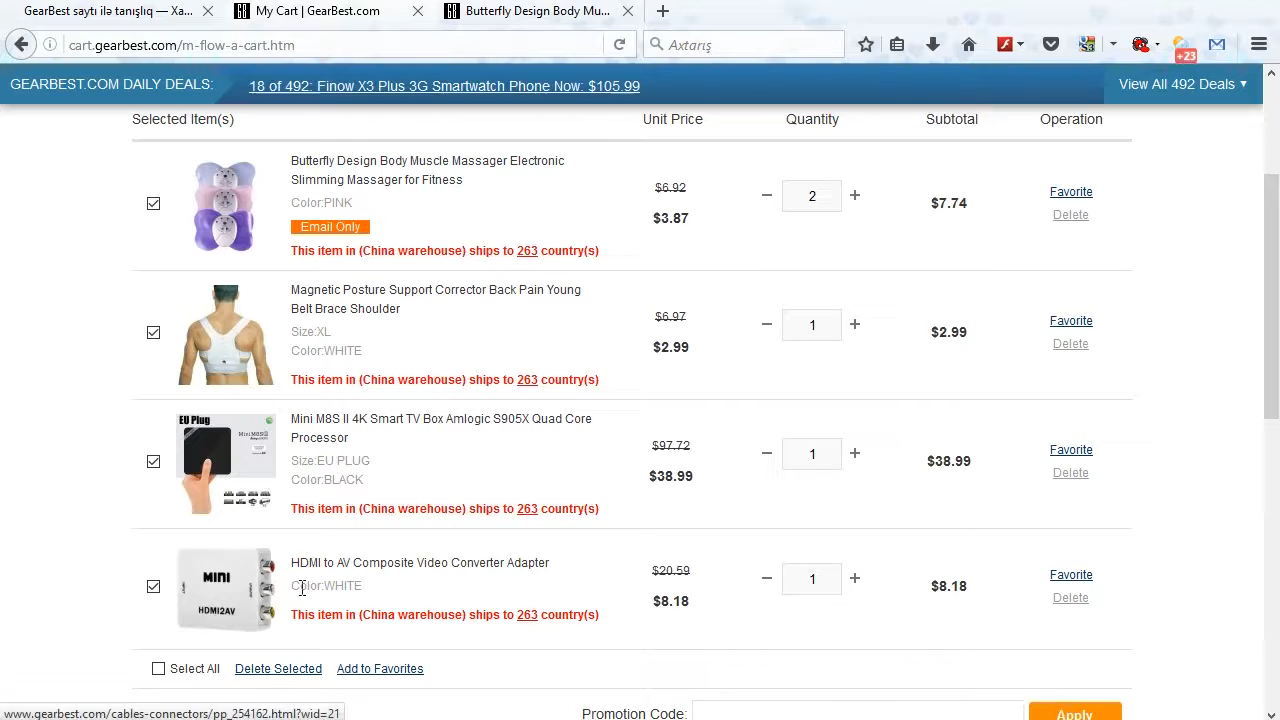 GearBest saytı ilə tanışlıq — Xa...
My Cart | GearBest.com
Butterfly Design Body Mu...
cart.gearbest.com/m-flow-a-cart.htm
Axtarış
+23
GEARBEST.COM DAILY DEALS:
18 of 492: Finow X3 Plus 3G Smartwatch Phone Now: $105.99
View All 492 Deals
Selected Item(s)
Unit Price
Quantity
Subtotal
Operation
Butterfly Design Body Muscle Massager Electronic
Slimming Massager for Fitness
Color:PINK
Email Only
This item in (China warehouse) ships to 263 country(s)
$6.92
$3.87
2
$7.74
Favorite
Delete
Magnetic Posture Support Corrector Back Pain Young
Belt Brace Shoulder
Size:XL
Color:WHITE
This item in (China warehouse) ships to 263 country(s)
$6.97
$2.99
1
$2.99
Favorite
Delete
EU Plug
Mini M8S II 4K Smart TV Box Amlogic S905X Quad Core
Processor
Size:EU PLUG
Color:BLACK
This item in (China warehouse) ships to 263 country(s)
$97.72
$38.99
1
$38.99
Favorite
Delete
MINI
HDMI2AV
HDMI to AV Composite Video Converter Adapter
Color:WHITE
This item in (China warehouse) ships to 263 country(s)
$20.59
$8.18
1
$8.18
Favorite
Delete
Select All
Delete Selected
Add to Favorites
Promotion Code:
Apply
www.gearbest.com/cables-connectors/pp_254162.html?wid=21